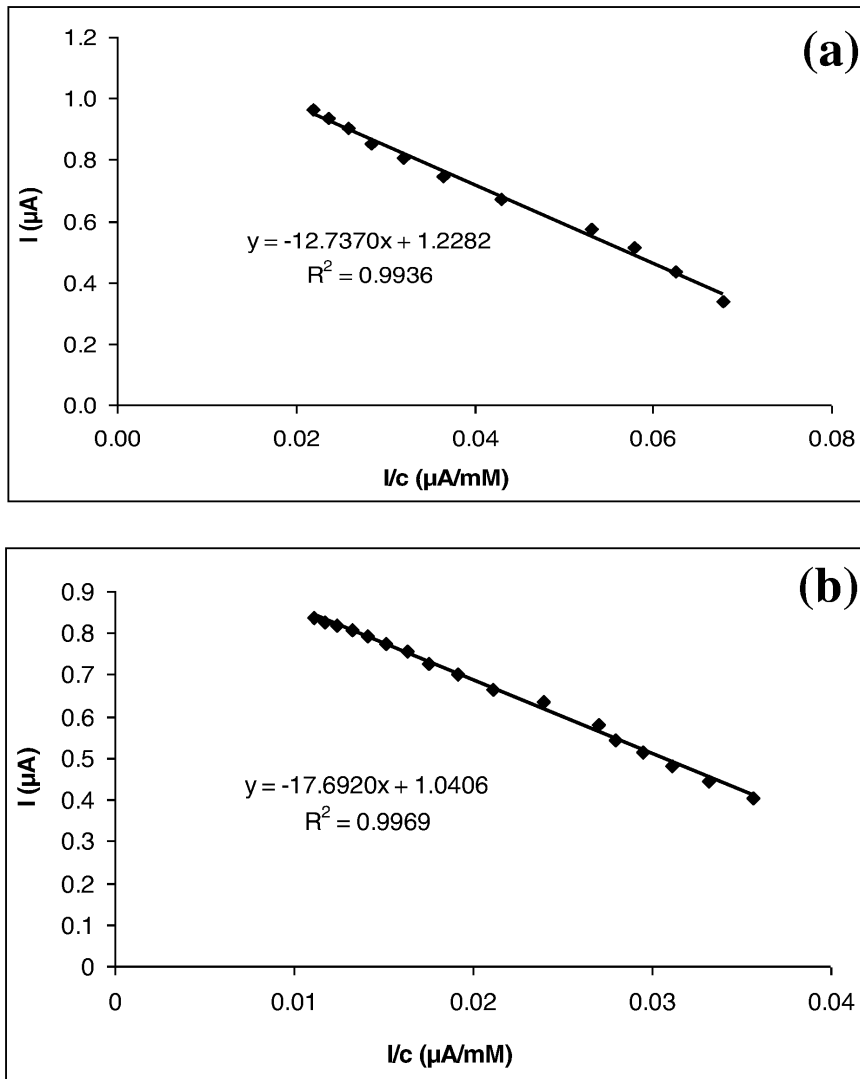 (a)
1.2
1.0
0.8
0.6
0.4
0.2
0.0
I (µA)
y = -12.7370x + 1.2282
R² = 0.9936
0.00 0.02 0.04 0.06 0.08
I/c (µA/mM)
(b)
0.9
0.8
0.7
0.6
0.5
0.4
0.3
0.2
0.1
0
I (µA)
y = -17.6920x + 1.0406
R² = 0.9969
0 0.01 0.02 0.03 0.04
I/c (µA/mM)